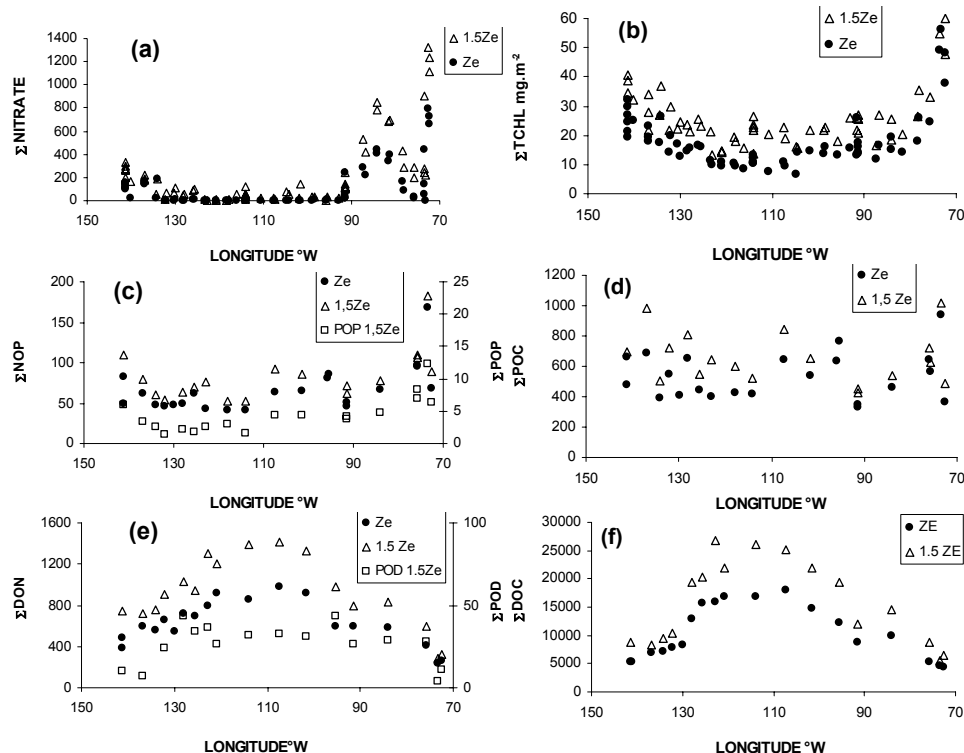 (a)
△ 1.5Ze
● Ze
ΣNITRATE
1400
1200
1000
800
600
400
200
0
150 130 110 90 70
LONGITUDE °W
(b)
△ 1.5Ze
● Ze
ΣTCHL mg.m-2
60
50
40
30
20
10
0
150 130 110 90 70
LONGITUDE °W
(c)
● Ze
△ 1,5Ze
□ POP 1,5Ze
ΣNOP
200
150
100
50
0
ΣPOP
25
20
15
10
5
0
150 130 110 90 70
LONGITUDE °W
(d)
● Ze
△ 1,5 Ze
ΣPOC
1200
1000
800
600
400
200
0
150 130 110 90 70
LONGITUDE °W
(e)
● Ze
△ 1.5 Ze
□ POD 1.5Ze
ΣDON
1600
1200
800
400
0
ΣPOD
100
50
0
150 130 110 90 70
LONGITUDE°W
(f)
● ZE
△ 1.5 ZE
ΣDOC
30000
25000
20000
15000
10000
5000
0
150 130 110 90 70
LONGITUDE °W